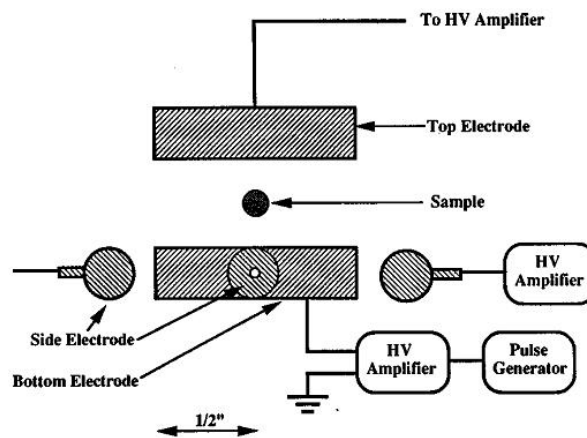 To HV Amplifier
Top Electrode
Sample
HV
Amplifier
Side Electrode
Bottom Electrode
HV
Amplifier
Pulse
Generator
1/2"